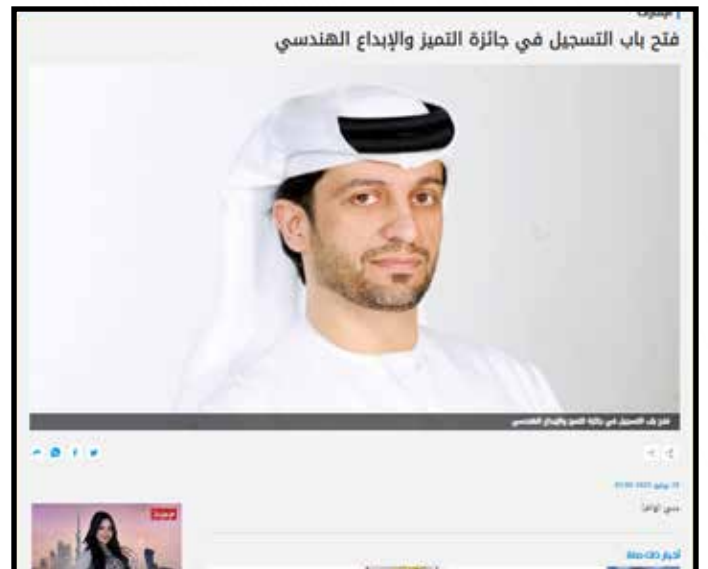 الإمارات
فتح باب التسجيل في جائزة التميز والإبداع الهندسي
فتح باب التسجيل في جائزة التميز والإبداع الهندسي
دبي (وام)
أخبار ذات صلة